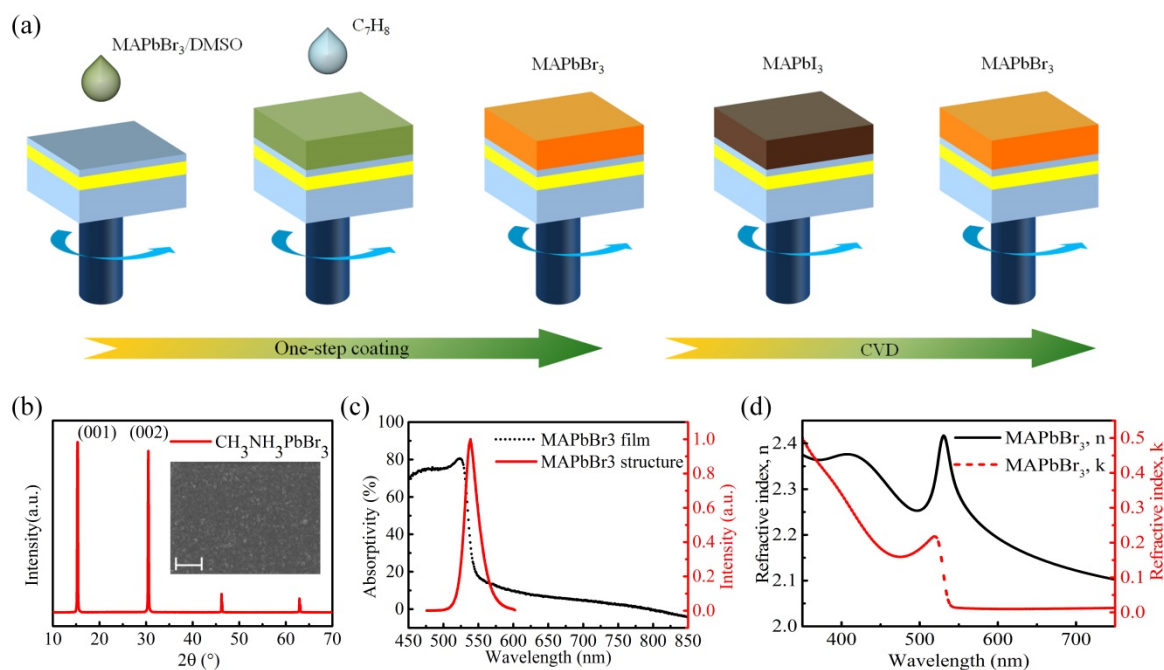 (a)
MAPbBr₃/DMSO
C₇H₈
MAPbBr₃
MAPbI₃
MAPbBr₃
One-step coating
CVD
(b)
(001) (002)
CH₃NH₃PbBr₃
Intensity(a.u.)
10 20 30 40 50 60 70
2θ (°)
(c)
100
80
60
40
20
0
Absorptivity (%)
MAPbBr3 film
MAPbBr3 structure
1.0
0.8
0.6
0.4
0.2
0.0
Intensity (a.u.)
450 500 550 600 650 700 750 800 850
Wavelength (nm)
(d)
2.4
2.3
2.2
2.1
2.0
Refractive index, n
MAPbBr₃, n
MAPbBr₃, k
0.5
0.4
0.3
0.2
0.1
0.0
Refractive index, k
400 500 600 700
Wavelength (nm)